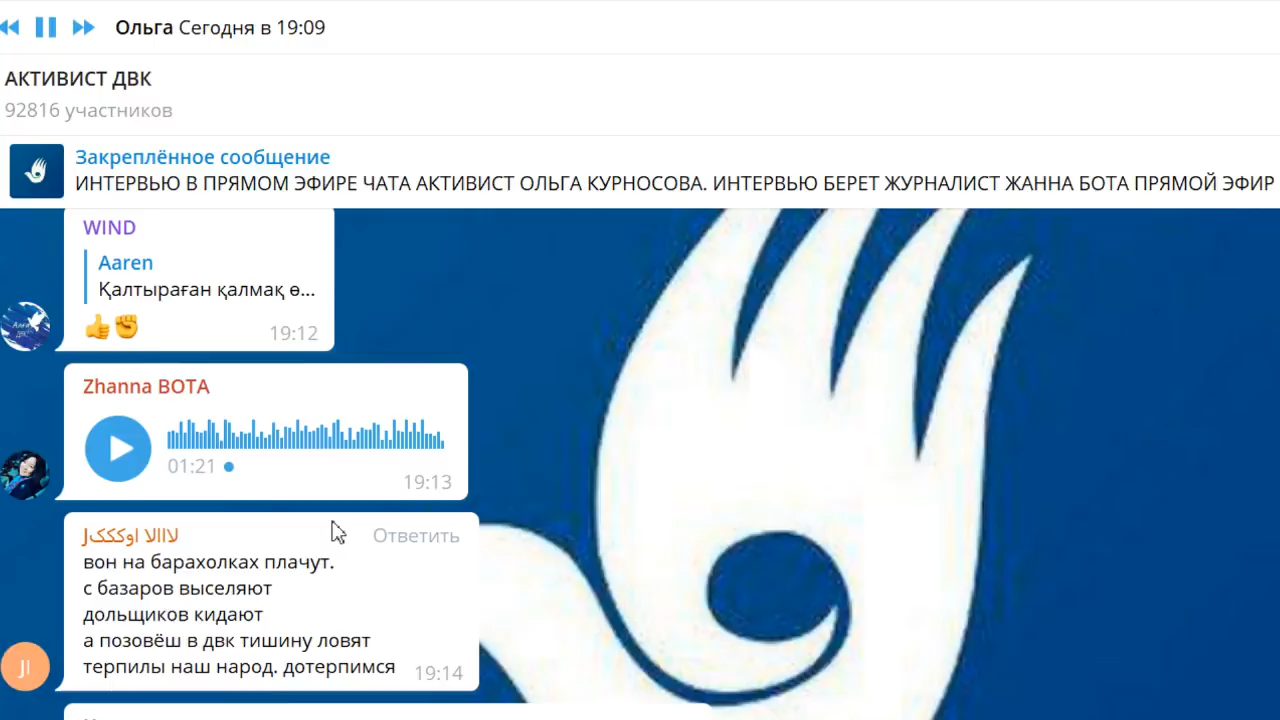 Ольга Сегодня в 19:09
АКТИВИСТ ДВК
92816 участников
Закреплённое сообщение
ИНТЕРВЬЮ В ПРЯМОМ ЭФИРЕ ЧАТА АКТИВИСТ ОЛЬГА КУРНОСОВА. ИНТЕРВЬЮ БЕРЕТ ЖУРНАЛИСТ ЖАННА БОТА ПРЯМОЙ ЭФИР
WIND
Aaren
Қалтыраған қалмақ ө...
👍✊
19:12
Zhanna BOTA
01:21
19:13
Ответить
вон на барахолках плачут.
с базаров выселяют
дольщиков кидают
а позовёш в двк тишину ловят
терпилы наш народ. дотерпимся
19:14
JI